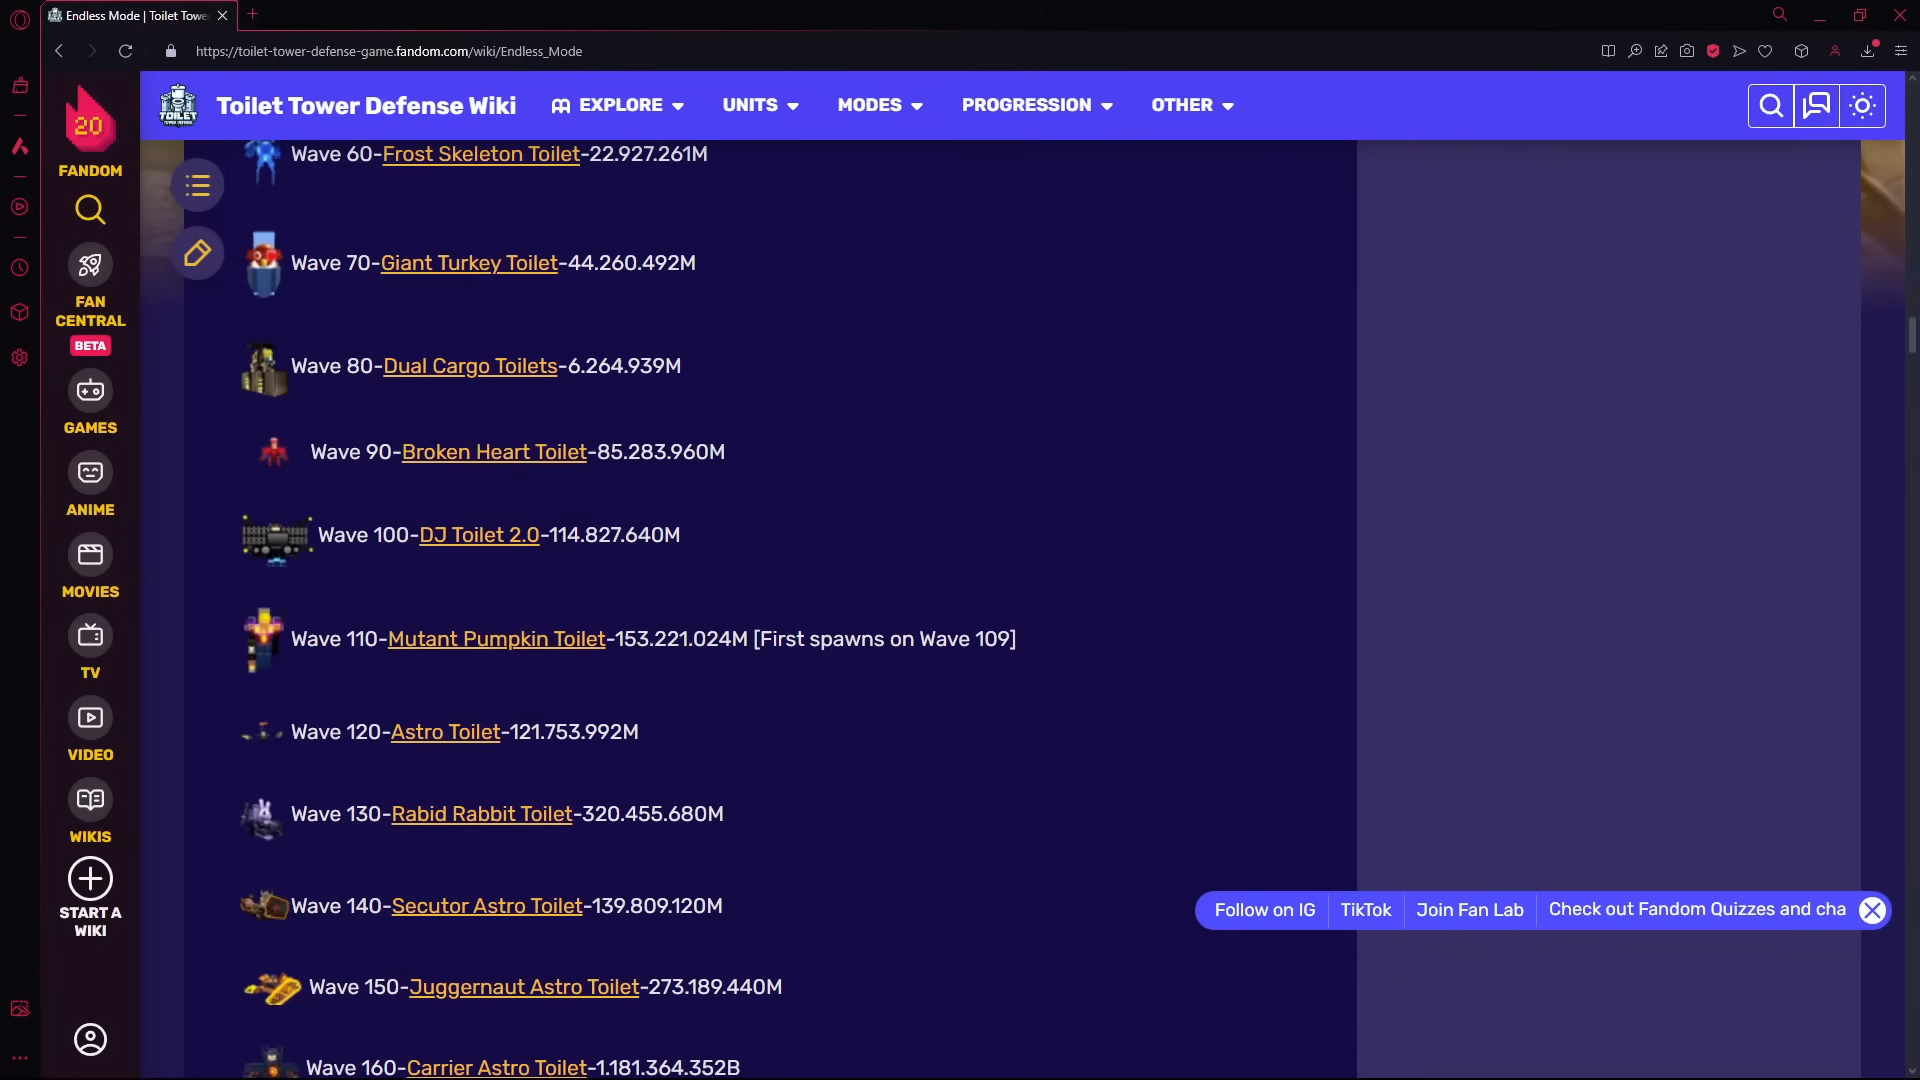 Endless Mode | Toilet Towe
https://toilet-tower-defense-game.fandom.com/wiki/Endless_Mode
TOILET
Toilet Tower Defense Wiki
EXPLORE
UNITS
MODES
PROGRESSION
OTHER
20
FANDOM
FAN
CENTRAL
BETA
GAMES
ANIME
MOVIES
TV
VIDEO
WIKIS
START A
WIKI
Wave 60-Frost Skeleton Toilet-22.927.261M
Wave 70-Giant Turkey Toilet-44.260.492M
Wave 80-Dual Cargo Toilets-6.264.939M
Wave 90-Broken Heart Toilet-85.283.960M
Wave 100-DJ Toilet 2.0-114.827.640M
Wave 110-Mutant Pumpkin Toilet-153.221.024M [First spawns on Wave 109]
Wave 120-Astro Toilet-121.753.992M
Wave 130-Rabid Rabbit Toilet-320.455.680M
Wave 140-Secutor Astro Toilet-139.809.120M
Wave 150-Juggernaut Astro Toilet-273.189.440M
Wave 160-Carrier Astro Toilet-1.181.364.352B
Follow on IG
TikTok
Join Fan Lab
Check out Fandom Quizzes and cha